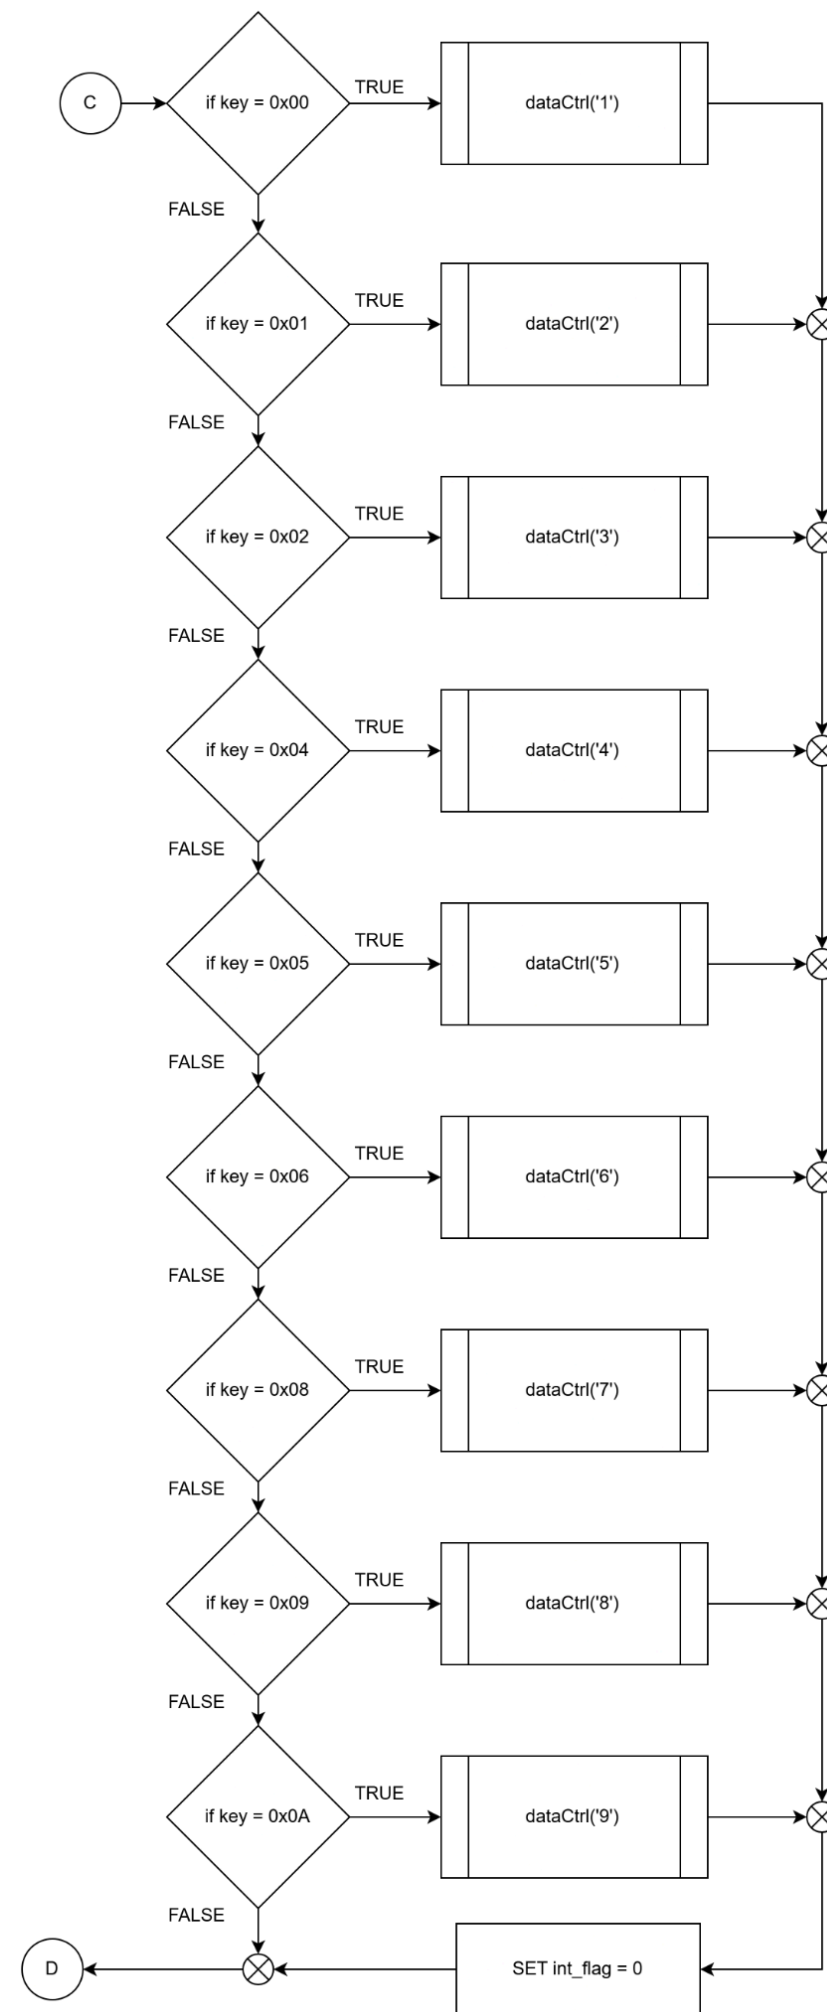 C
if key = 0x00
TRUE
dataCtrl('1')
FALSE
if key = 0x01
TRUE
dataCtrl('2')
FALSE
if key = 0x02
TRUE
dataCtrl('3')
FALSE
if key = 0x04
TRUE
dataCtrl('4')
FALSE
if key = 0x05
TRUE
dataCtrl('5')
FALSE
if key = 0x06
TRUE
dataCtrl('6')
FALSE
if key = 0x08
TRUE
dataCtrl('7')
FALSE
if key = 0x09
TRUE
dataCtrl('8')
FALSE
if key = 0x0A
TRUE
dataCtrl('9')
FALSE
D
SET int_flag = 0